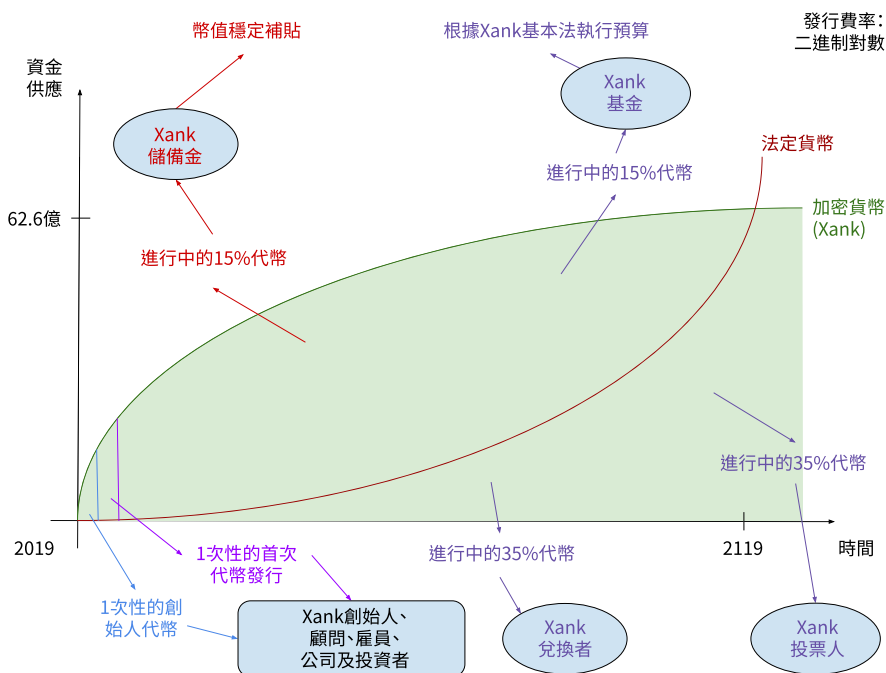 幣值穩定補貼
根據Xank基本法執行預算
發行費率：
二進制對數
資金
供應
Xank
儲備金
Xank
基金
法定貨幣
進行中的15%代幣
62.6億
加密貨幣
(Xank)
進行中的15%代幣
進行中的35%代幣
2019
2119
時間
1次性的首次
代幣發行
進行中的35%代幣
1次性的創
始人代幣
Xank創始人、
顧問、雇員、
公司及投資者
Xank
兌換者
Xank
投票人